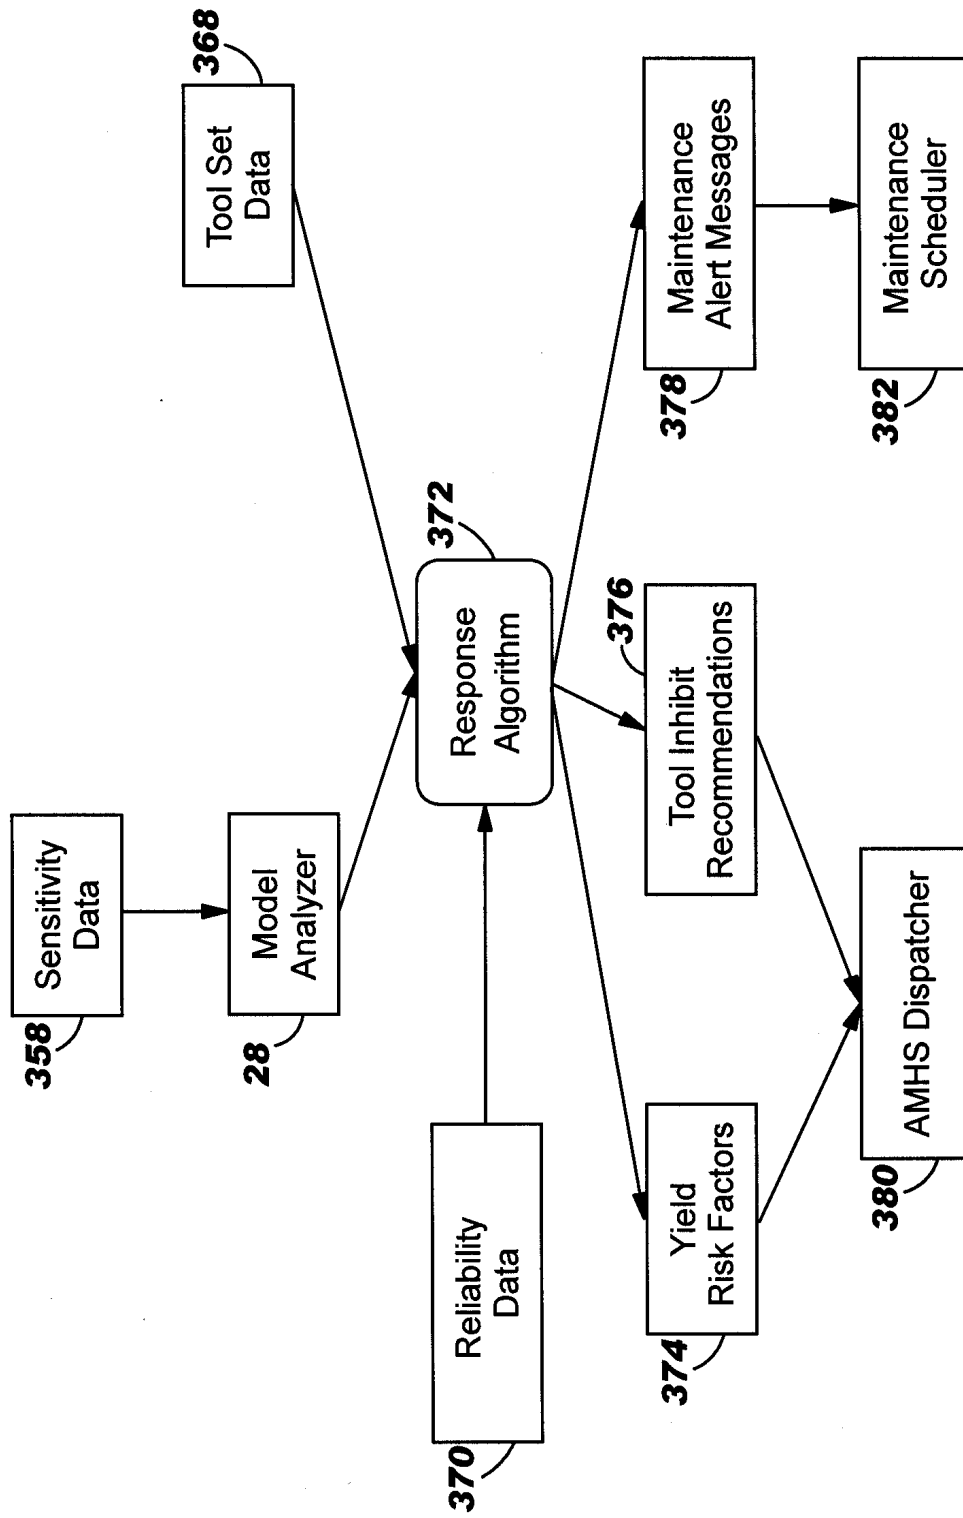 358
Sensitivity
Data
28
Model
Analyzer
368
Tool Set
Data
370
Reliability
Data
372
Response
Algorithm
374
Yield
Risk Factors
376
Tool Inhibit
Recommendations
378
Maintenance
Alert Messages
380
AMHS Dispatcher
382
Maintenance
Scheduler